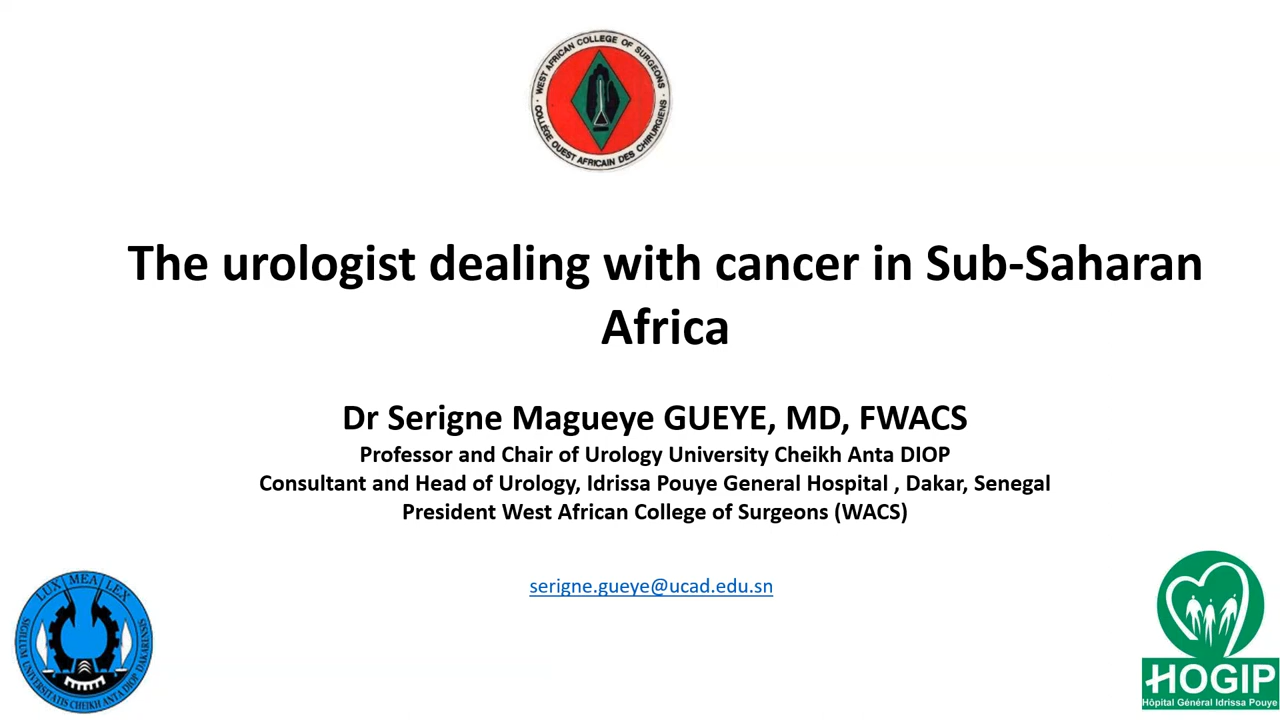 WEST AFRICAN COLLEGE OF SURGEONS
COLLÈGE OUEST AFRICAIN DES CHIRURGIENS
The urologist dealing with cancer in Sub-Saharan
Africa
Dr Serigne Magueye GUEYE, MD, FWACS
Professor and Chair of Urology University Cheikh Anta DIOP
Consultant and Head of Urology, Idrissa Pouye General Hospital , Dakar, Senegal
President West African College of Surgeons (WACS)
serigne.gueye@ucad.edu.sn
LUX MEA LEX
SIGILLUM UNIVERSITATIS CHEIKH ANTA DIOP DAKARENSIS
HOGIP
Hôpital Général Idrissa Pouye